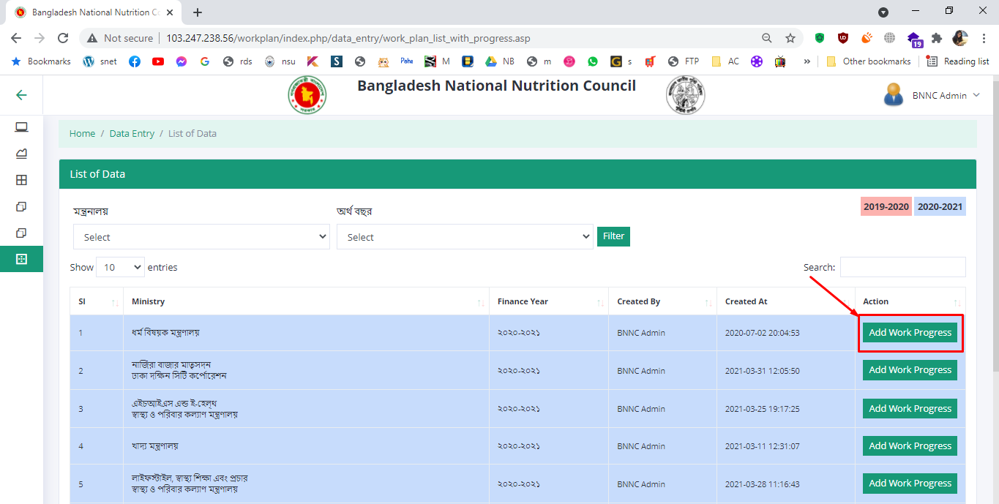 Bangladesh National Nutrition C
Not secure | 103.247.238.56/workplan/index.php/data_entry/work_plan_list_with_progress.asp
19
Bookmarks snet rds nsu S Pahe M NB m G s FTP AC » Other bookmarks Reading list
Bangladesh National Nutrition Council
BNNC Admin
Home / Data Entry / List of Data
List of Data
2019-2020 2020-2021
মন্ত্রনালয় অর্থ বছর
Select Select Filter
Show 10 entries Search:
Sl Ministry Finance Year Created By Created At Action
1 ধর্ম বিষয়ক মন্ত্রণালয় ২০২০-২০২১ BNNC Admin 2020-07-02 20:04:53 Add Work Progress
নাজিরা বাজার মাতৃসদন
2 ঢাকা দক্ষিন সিটি কর্পোরেশন ২০২০-২০২১ BNNC Admin 2021-03-31 12:05:50 Add Work Progress
এইচআইএস এন্ড ই-হেল্থ
3 স্বাস্থ্য ও পরিবার কল্যাণ মন্ত্রণালয় ২০২০-২০২১ BNNC Admin 2021-03-25 19:17:25 Add Work Progress
4 খাদ্য মন্ত্রণালয় ২০২০-২০২১ BNNC Admin 2021-03-11 12:31:07 Add Work Progress
লাইফস্টাইল, স্বাস্থ্য শিক্ষা এবং প্রচার
5 স্বাস্থ্য ও পরিবার কল্যাণ মন্ত্রণালয় ২০২০-২০২১ BNNC Admin 2021-03-28 11:16:43 Add Work Progress